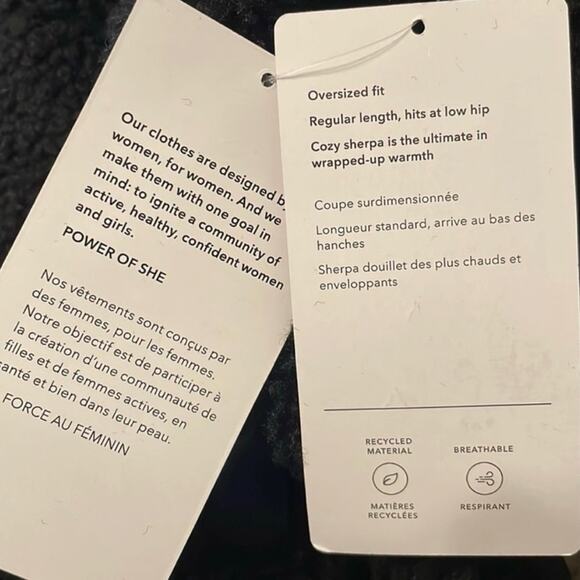 Our clothes are designed b
women, for women. And we
make them with one goal in
mind: to ignite a community of
active, healthy, confident women
and girls.
POWER OF SHE
Nos vêtements sont conçus par
des femmes, pour les femmes.
Notre objectif est de participer à
la création d'une communauté de
filles et de femmes actives, en
santé et bien dans leur peau.
FORCE AU FÉMININ
Oversized fit
Regular length, hits at low hip
Cozy sherpa is the ultimate in
wrapped-up warmth
Coupe surdimensionnée
Longueur standard, arrive au bas des
hanches
Sherpa douillet des plus chauds et
enveloppants
RECYCLED
MATERIAL
MATIÈRES
RECYCLÉES
BREATHABLE
RESPIRANT